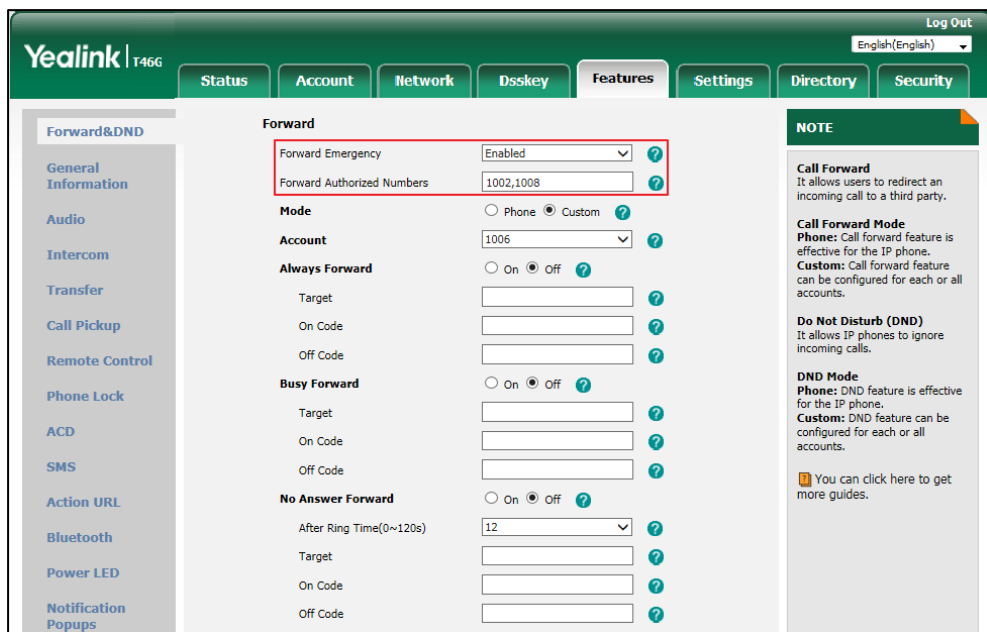 Log Out
Yealink | T46G
English(English)
Status Account Network Dsskey Features Settings Directory Security
Forward&DND
General
Information
Audio
Intercom
Transfer
Call Pickup
Remote Control
Phone Lock
ACD
SMS
Action URL
Bluetooth
Power LED
Notification
Popups
Forward
Forward Emergency Enabled ?
Forward Authorized Numbers 1002,1008 ?
Mode Phone Custom ?
Account 1006 ?
Always Forward On Off ?
Target ?
On Code ?
Off Code ?
Busy Forward On Off ?
Target ?
On Code ?
Off Code ?
No Answer Forward On Off ?
After Ring Time(0~120s) 12 ?
Target ?
On Code ?
Off Code ?
NOTE
Call Forward
It allows users to redirect an
incoming call to a third party.
Call Forward Mode
Phone: Call forward feature is
effective for the IP phone.
Custom: Call forward feature
can be configured for each or all
accounts.
Do Not Disturb (DND)
It allows IP phones to ignore
incoming calls.
DND Mode
Phone: DND feature is effective
for the IP phone.
Custom: DND feature can be
configured for each or all
accounts.
? You can click here to get
more guides.